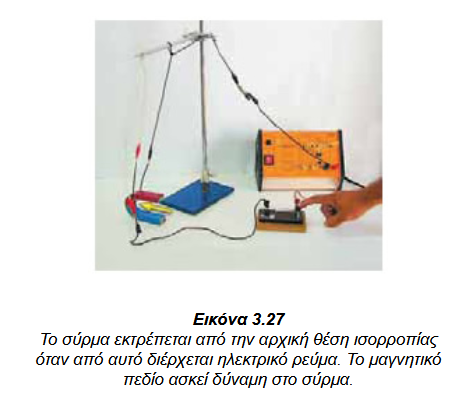 Εικόνα 3.27
Το σύρμα εκτρέπεται από την αρχική θέση ισορροπίας
όταν από αυτό διέρχεται ηλεκτρικό ρεύμα. Το μαγνητικό
πεδίο ασκεί δύναμη στο σύρμα.